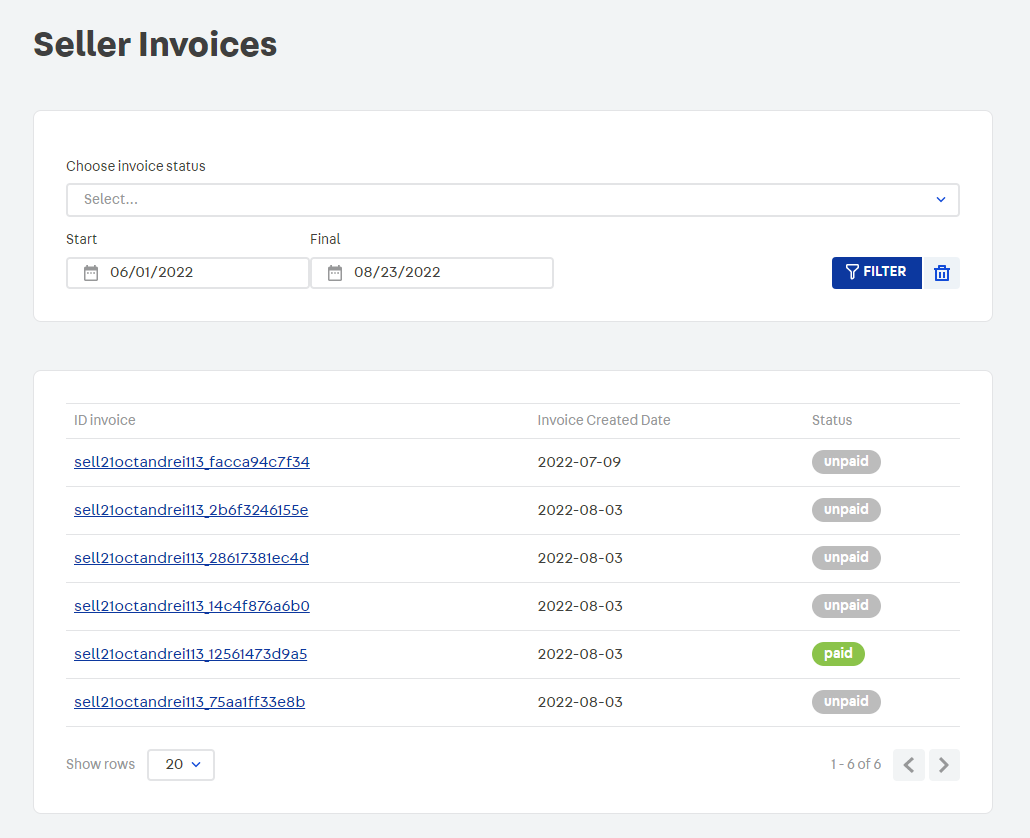 Seller Invoices
Choose invoice status
Select...
Start Final
06/01/2022 08/23/2022 FILTER
ID invoice Invoice Created Date Status
sell21octandrei113_facca94c7f34 2022-07-09 unpaid
sell21octandrei113_2b6f3246155e 2022-08-03 unpaid
sell21octandrei113_28617381ec4d 2022-08-03 unpaid
sell21octandrei113_14c4f876a6b0 2022-08-03 unpaid
sell21octandrei113_12561473d9a5 2022-08-03 paid
sell21octandrei113_75aa1ff33e8b 2022-08-03 unpaid
Show rows 20 1 - 6 of 6